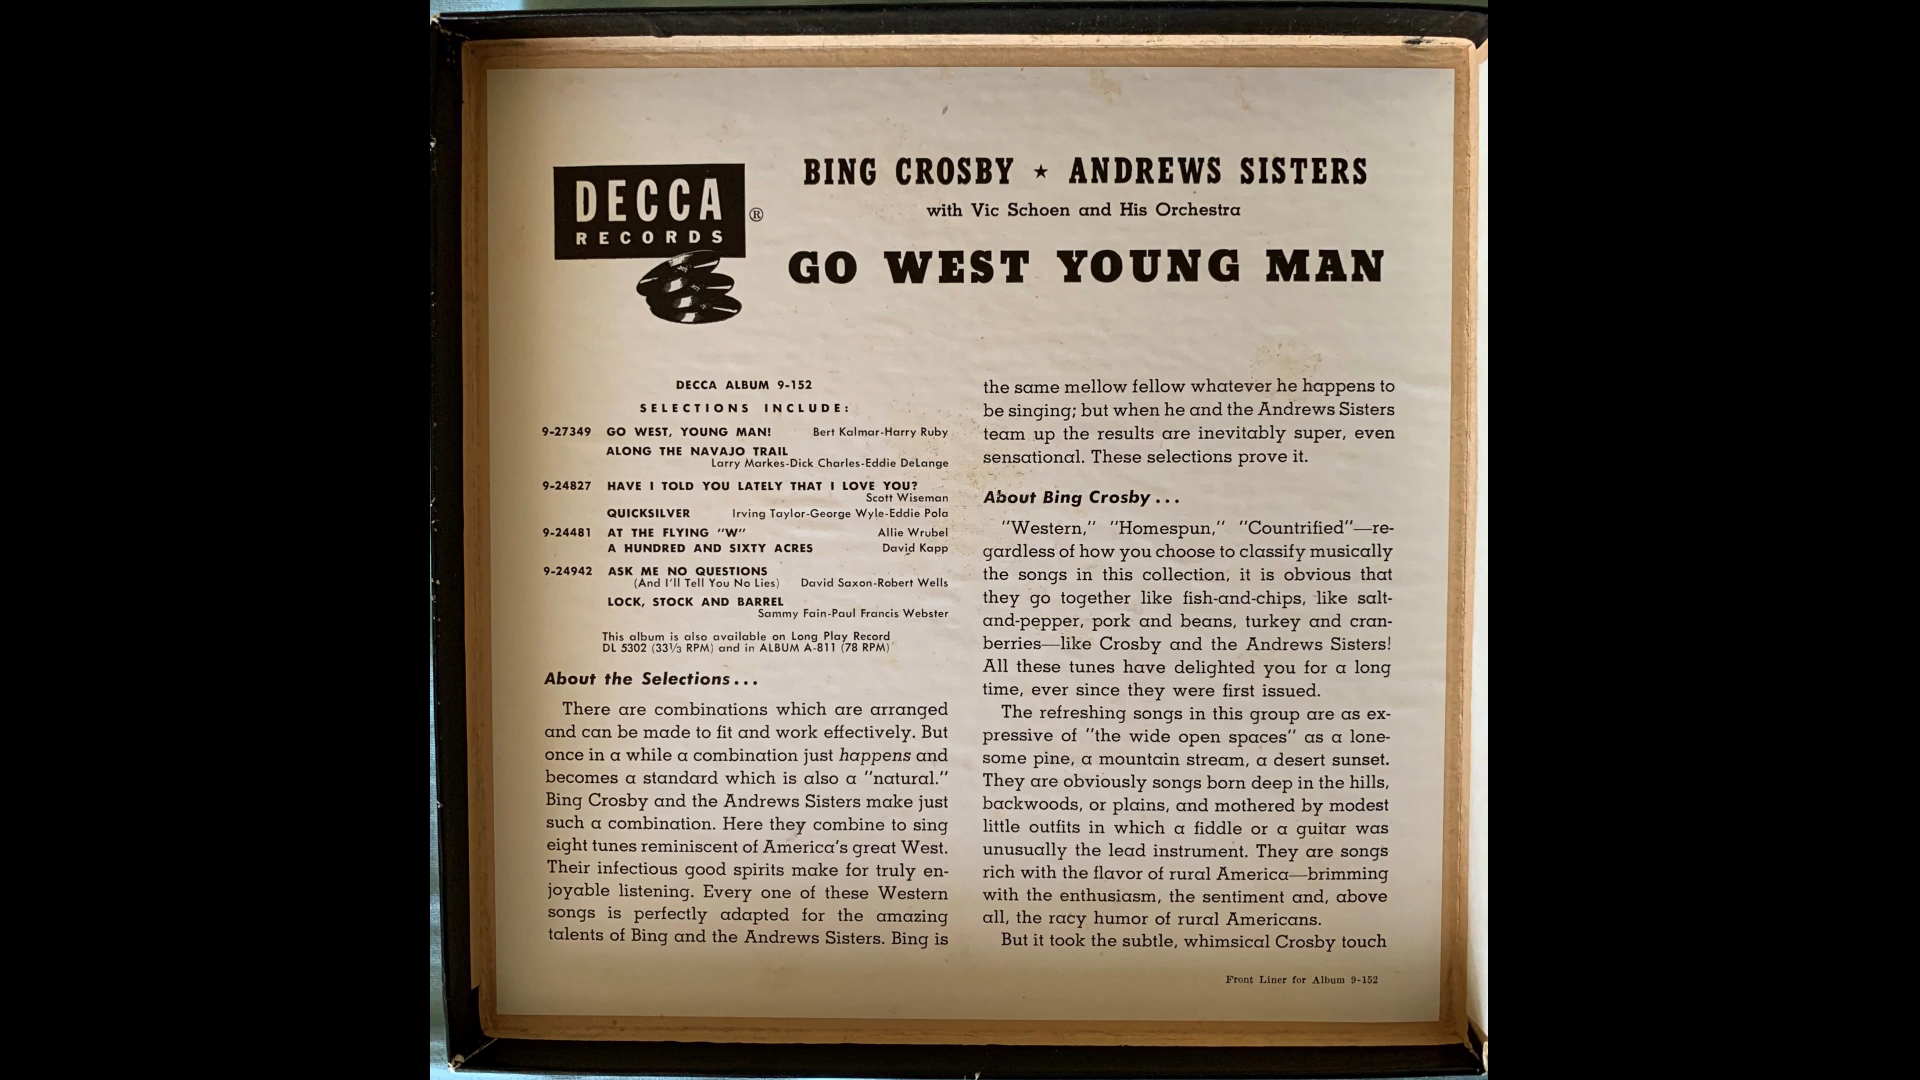 DECCA
RECORDS
®
BING CROSBY ★ ANDREWS SISTERS
with Vic Schoen and His Orchestra
GO WEST YOUNG MAN
DECCA ALBUM 9-152
SELECTIONS INCLUDE:
9-27349 GO WEST, YOUNG MAN! Bert Kalmar-Harry Ruby
ALONG THE NAVAJO TRAIL
Larry Markes-Dick Charles-Eddie DeLange
9-24827 HAVE I TOLD YOU LATELY THAT I LOVE YOU?
Scott Wiseman
QUICKSILVER Irving Taylor-George Wyle-Eddie Pola
9-24481 AT THE FLYING "W" Allie Wrubel
A HUNDRED AND SIXTY ACRES David Kapp
9-24942 ASK ME NO QUESTIONS
(And I'll Tell You No Lies) David Saxon-Robert Wells
LOCK, STOCK AND BARREL
Sammy Fain-Paul Francis Webster
This album is also available on Long Play Record
DL 5302 (33⅓ RPM) and in ALBUM A-811 (78 RPM)
About the Selections...
There are combinations which are arranged
and can be made to fit and work effectively. But
once in a while a combination just happens and
becomes a standard which is also a "natural."
Bing Crosby and the Andrews Sisters make just
such a combination. Here they combine to sing
eight tunes reminiscent of America's great West.
Their infectious good spirits make for truly en-
joyable listening. Every one of these Western
songs is perfectly adapted for the amazing
talents of Bing and the Andrews Sisters. Bing is
the same mellow fellow whatever he happens to
be singing; but when he and the Andrews Sisters
team up the results are inevitably super, even
sensational. These selections prove it.
About Bing Crosby...
"Western," "Homespun," "Countrified"—re-
gardless of how you choose to classify musically
the songs in this collection, it is obvious that
they go together like fish-and-chips, like salt-
and-pepper, pork and beans, turkey and cran-
berries—like Crosby and the Andrews Sisters!
All these tunes have delighted you for a long
time, ever since they were first issued.
The refreshing songs in this group are as ex-
pressive of "the wide open spaces" as a lone-
some pine, a mountain stream, a desert sunset.
They are obviously songs born deep in the hills,
backwoods, or plains, and mothered by modest
little outfits in which a fiddle or a guitar was
unusually the lead instrument. They are songs
rich with the flavor of rural America—brimming
with the enthusiasm, the sentiment and, above
all, the racy humor of rural Americans.
But it took the subtle, whimsical Crosby touch
Front Liner for Album 9-152